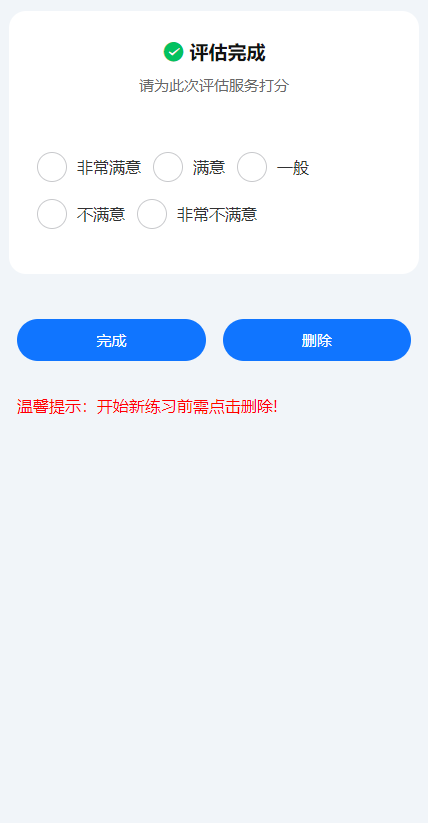 评估完成
请为此次评估服务打分
非常满意 满意 一般
不满意 非常不满意
完成 删除
温馨提示：开始新练习前需点击删除!